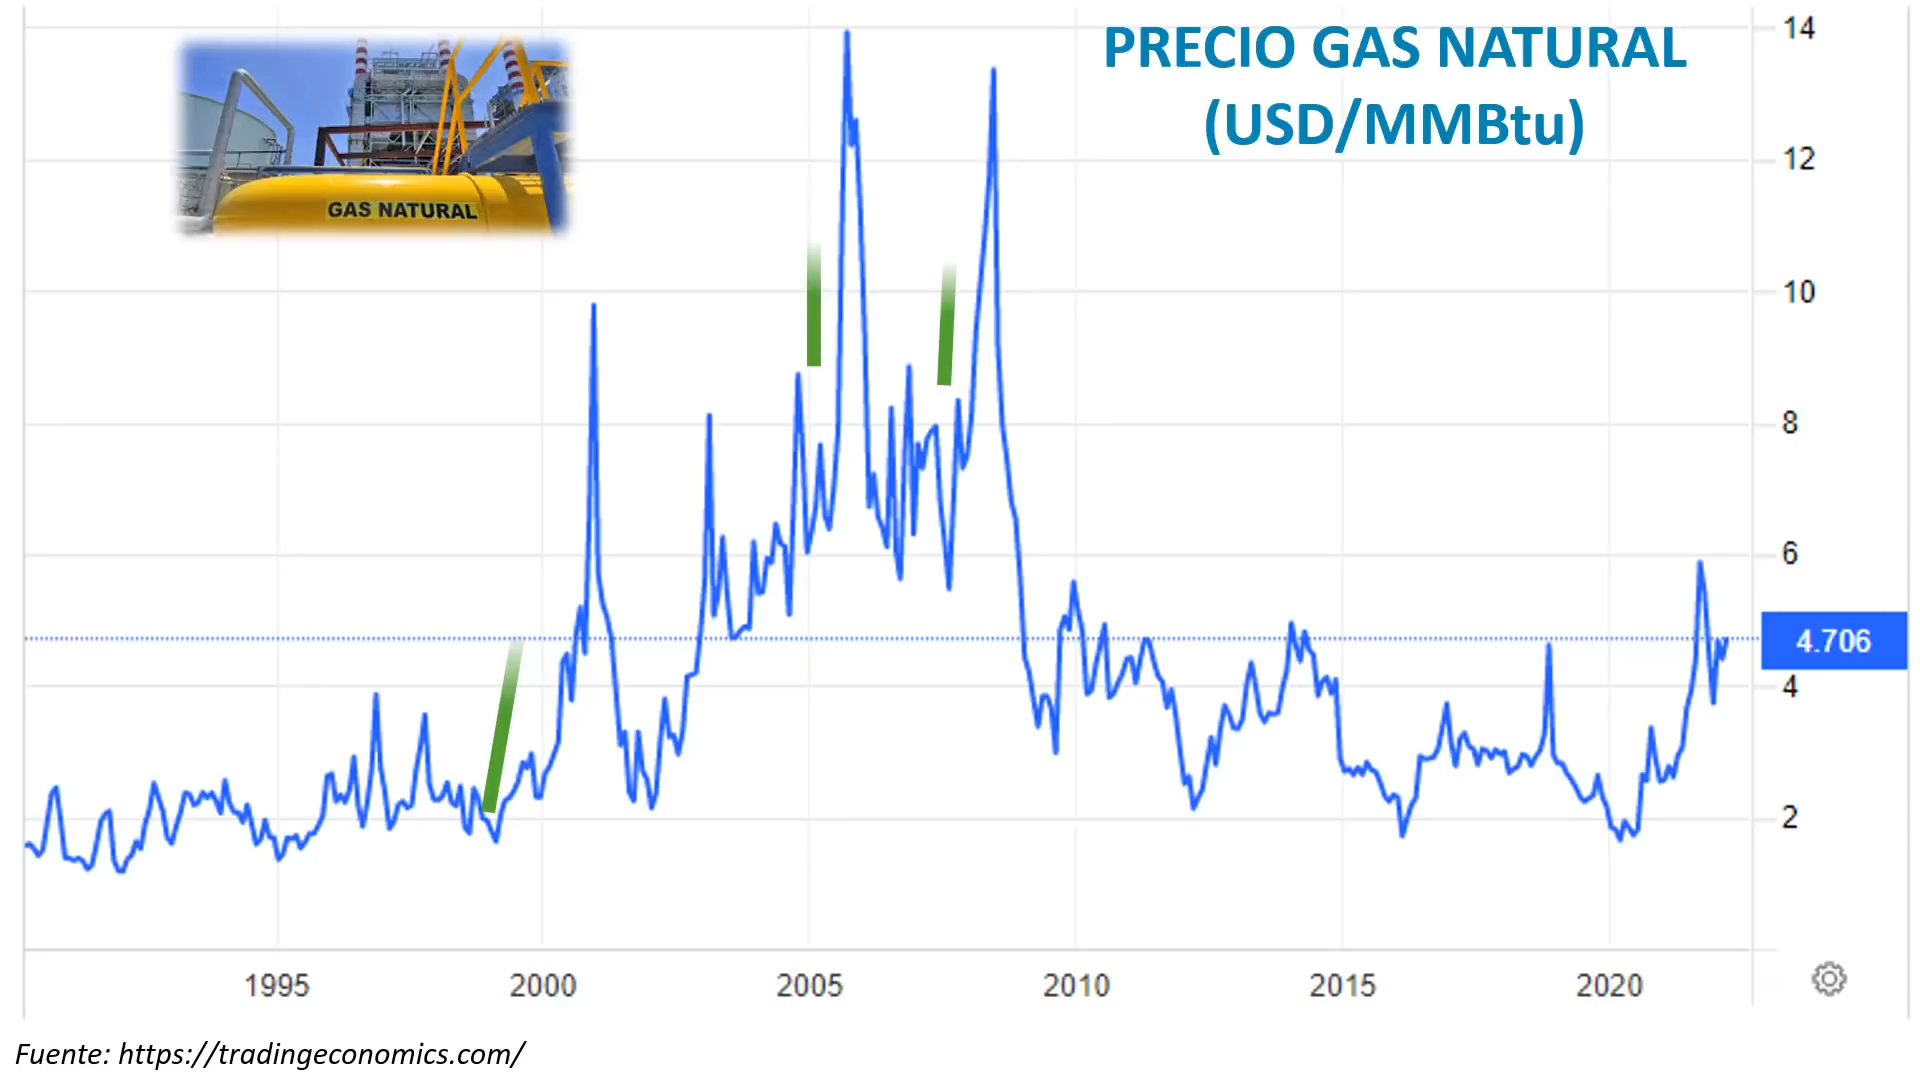 PRECIO GAS NATURAL
(USD/MMBtu)
GAS NATURAL
14
12
10
8
6
4.706
4
2
1995 2000 2005 2010 2015 2020
Fuente: https://tradingeconomics.com/